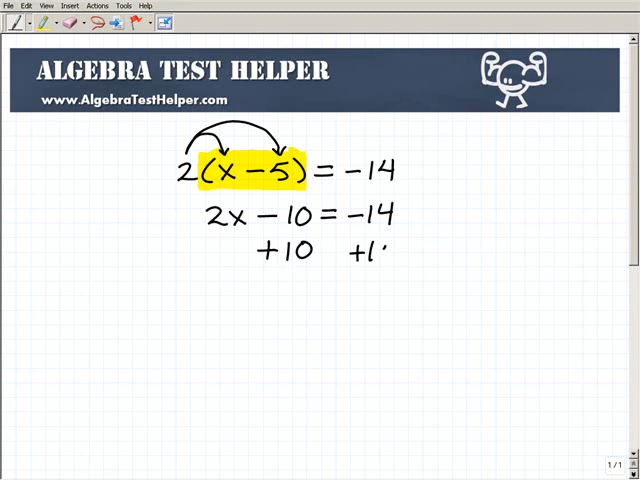 File Edit View Insert Actions Tools Help
ALGEBRA TEST HELPER
www.AlgebraTestHelper.com
2(x - 5) = -14
2x - 10 = -14
+10 +1
1/1